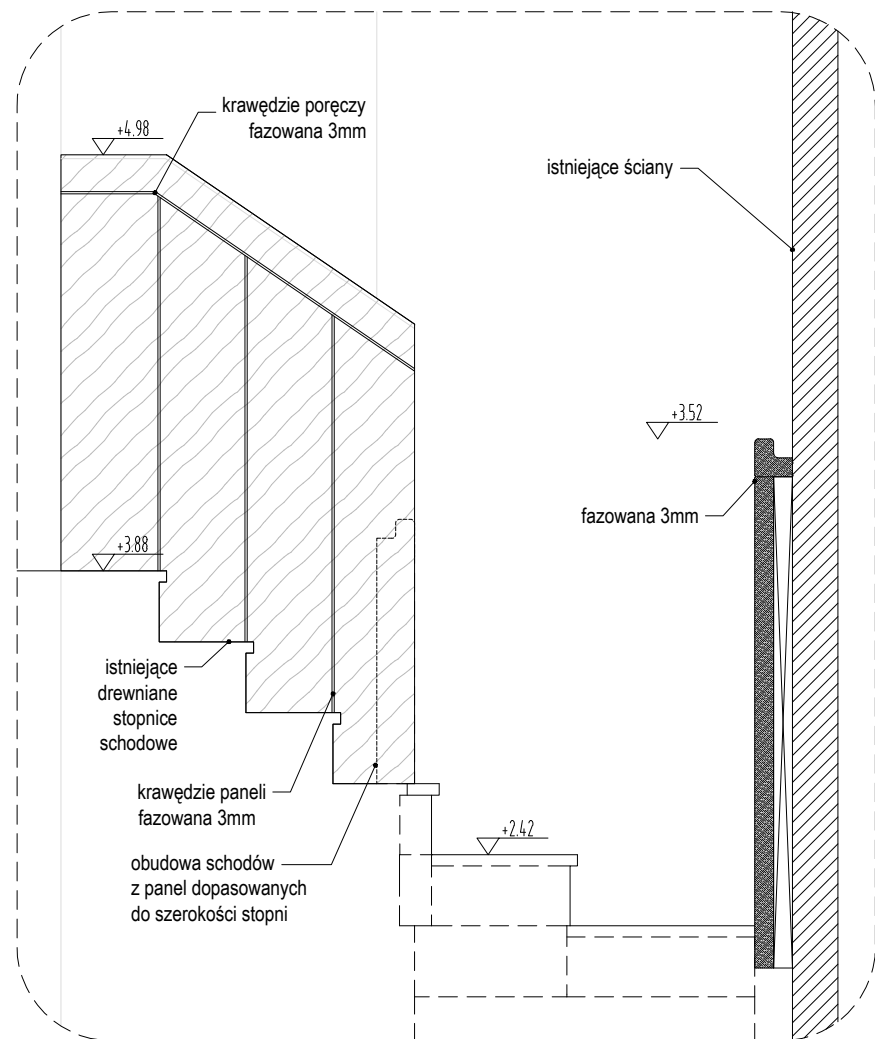 krawędzie poręczy
fazowana 3mm
+4.98
istniejące ściany
+3.52
fazowana 3mm
+3.88
istniejące
drewniane
stopnice
schodowe
krawędzie paneli
fazowana 3mm
+2.42
obudowa schodów
z panel dopasowanych
do szerokości stopni